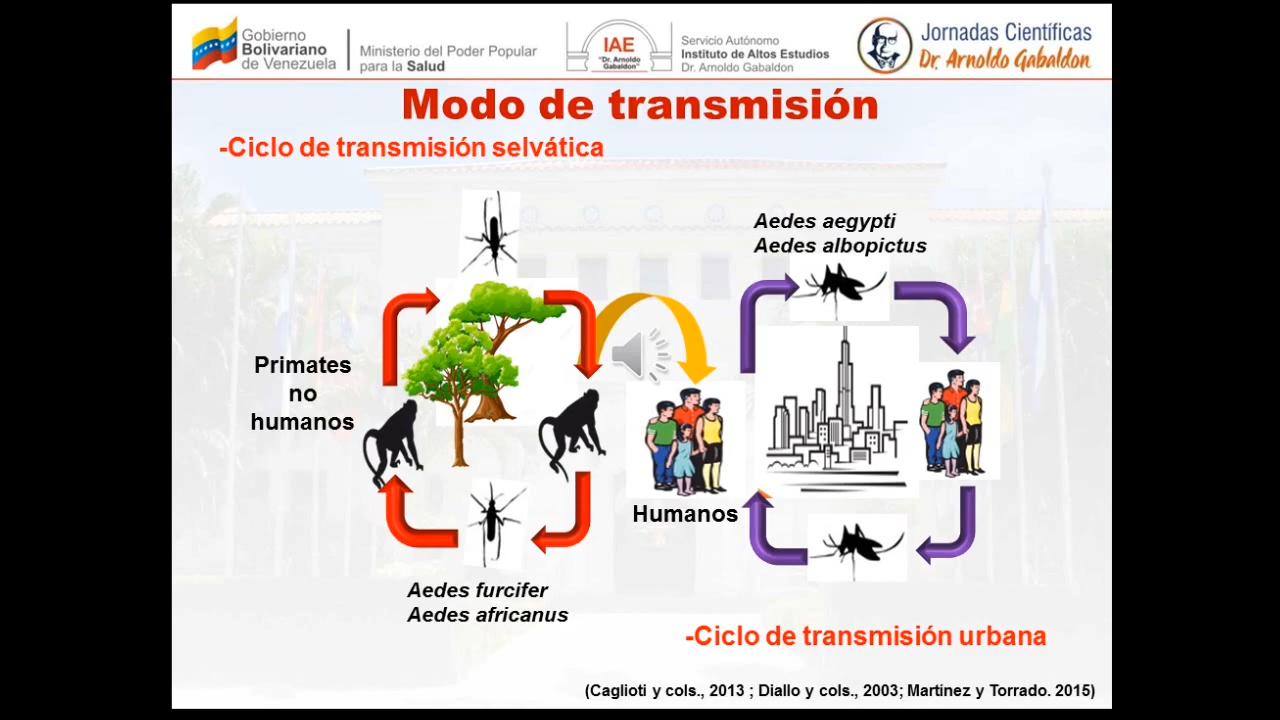 Gobierno
Bolivariano
de Venezuela
Ministerio del Poder Popular
para la Salud
IAE
"Dr. Arnoldo
Gabaldon"
Servicio Autónomo
Instituto de Altos Estudios
Dr. Arnoldo Gabaldon
Jornadas Científicas
Dr. Arnoldo Gabaldon
Modo de transmisión
-Ciclo de transmisión selvática
Aedes aegypti
Aedes albopictus
Primates
no
humanos
Humanos
Aedes furcifer
Aedes africanus
-Ciclo de transmisión urbana
(Caglioti y cols., 2013 ; Diallo y cols., 2003; Martínez y Torrado. 2015)